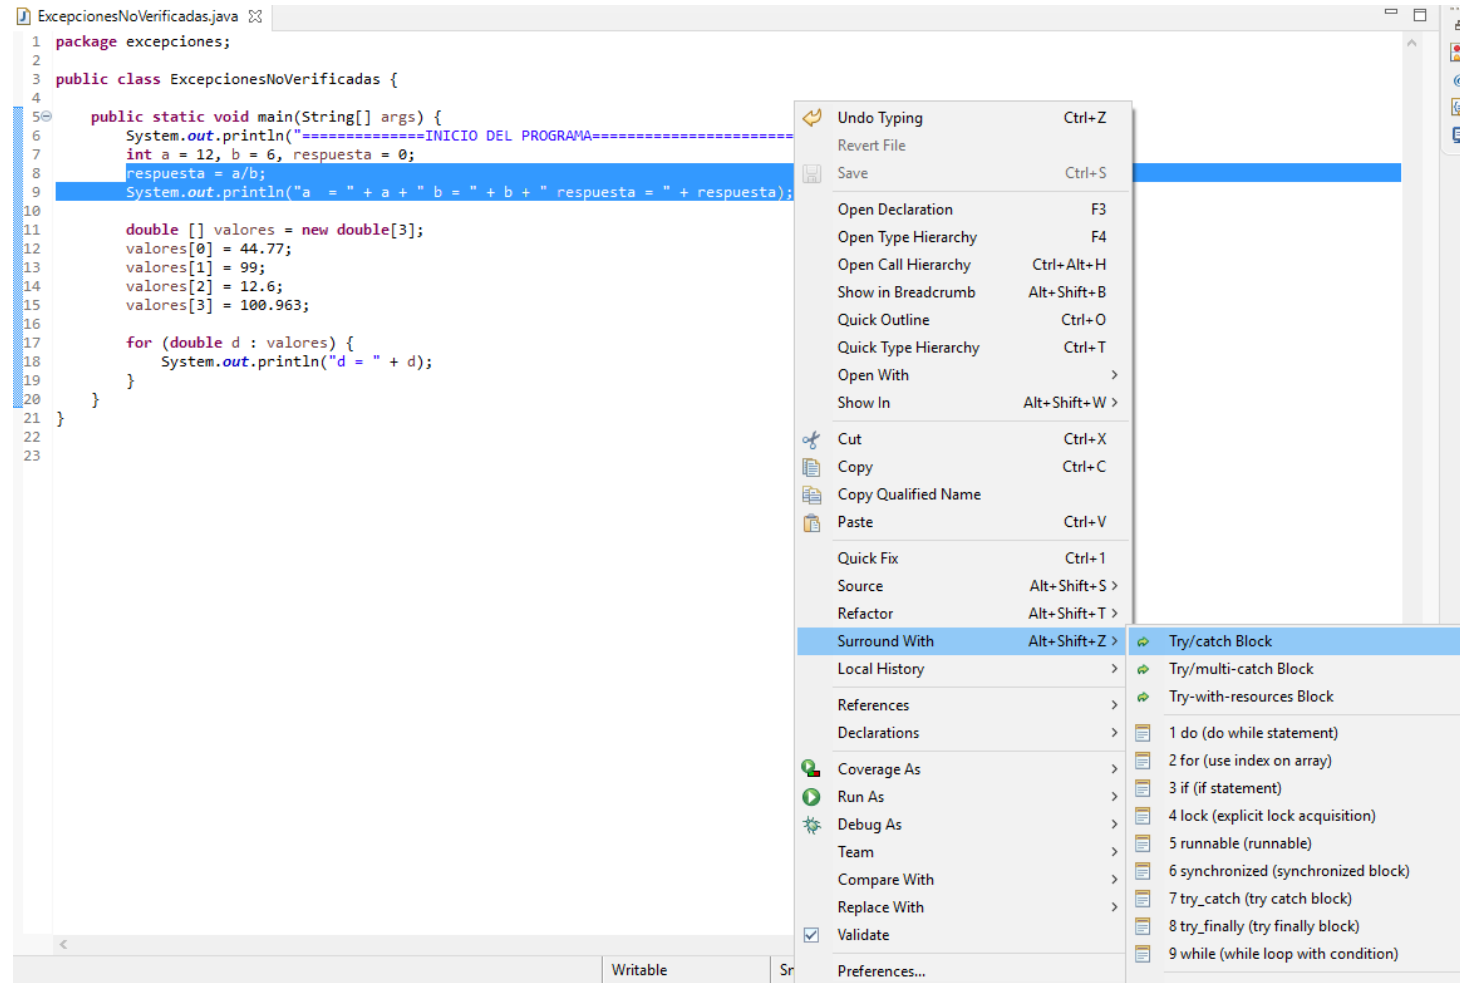 ExcepcionesNoVerificadas.java
1 package excepciones;
2
3 public class ExcepcionesNoVerificadas {
4
5 public static void main(String[] args) {
6 System.out.println("==============INICIO DEL PROGRAMA=======================
7 int a = 12, b = 6, respuesta = 0;
8 respuesta = a/b;
9 System.out.println("a  = " + a + " b = " + b + " respuesta = " + respuesta);
10
11 double [] valores = new double[3];
12 valores[0] = 44.77;
13 valores[1] = 99;
14 valores[2] = 12.6;
15 valores[3] = 100.963;
16
17 for (double d : valores) {
18 System.out.println("d = " + d);
19 }
20 }
21 }
22
23
Writable
Undo Typing Ctrl+Z
Revert File
Save Ctrl+S
Open Declaration F3
Open Type Hierarchy F4
Open Call Hierarchy Ctrl+Alt+H
Show in Breadcrumb Alt+Shift+B
Quick Outline Ctrl+O
Quick Type Hierarchy Ctrl+T
Open With >
Show In Alt+Shift+W >
Cut Ctrl+X
Copy Ctrl+C
Copy Qualified Name
Paste Ctrl+V
Quick Fix Ctrl+1
Source Alt+Shift+S >
Refactor Alt+Shift+T >
Surround With Alt+Shift+Z >
Local History >
References >
Declarations >
Coverage As >
Run As >
Debug As >
Team >
Compare With >
Replace With >
Validate
Preferences...
Try/catch Block
Try/multi-catch Block
Try-with-resources Block
1 do (do while statement)
2 for (use index on array)
3 if (if statement)
4 lock (explicit lock acquisition)
5 runnable (runnable)
6 synchronized (synchronized block)
7 try_catch (try catch block)
8 try_finally (try finally block)
9 while (while loop with condition)